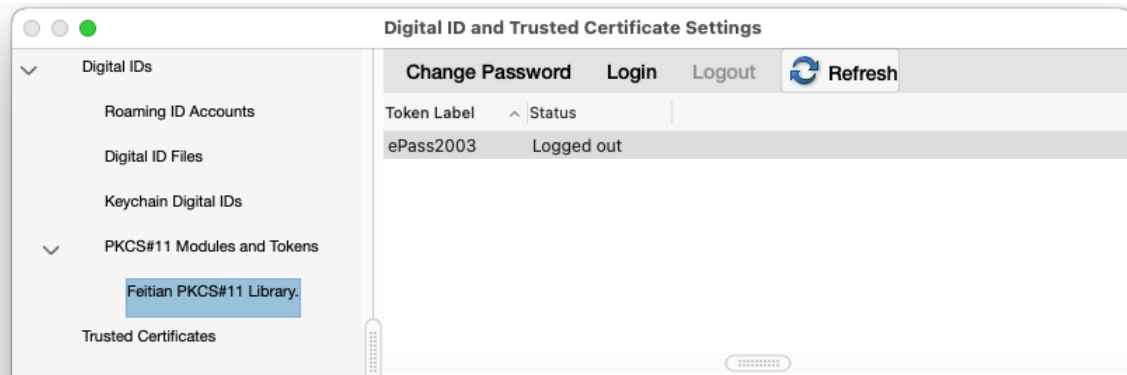 Digital ID and Trusted Certificate Settings
Digital IDs
Roaming ID Accounts
Digital ID Files
Keychain Digital IDs
PKCS#11 Modules and Tokens
Feitian PKCS#11 Library.
Trusted Certificates
Change Password Login Logout Refresh
Token Label Status
ePass2003 Logged out